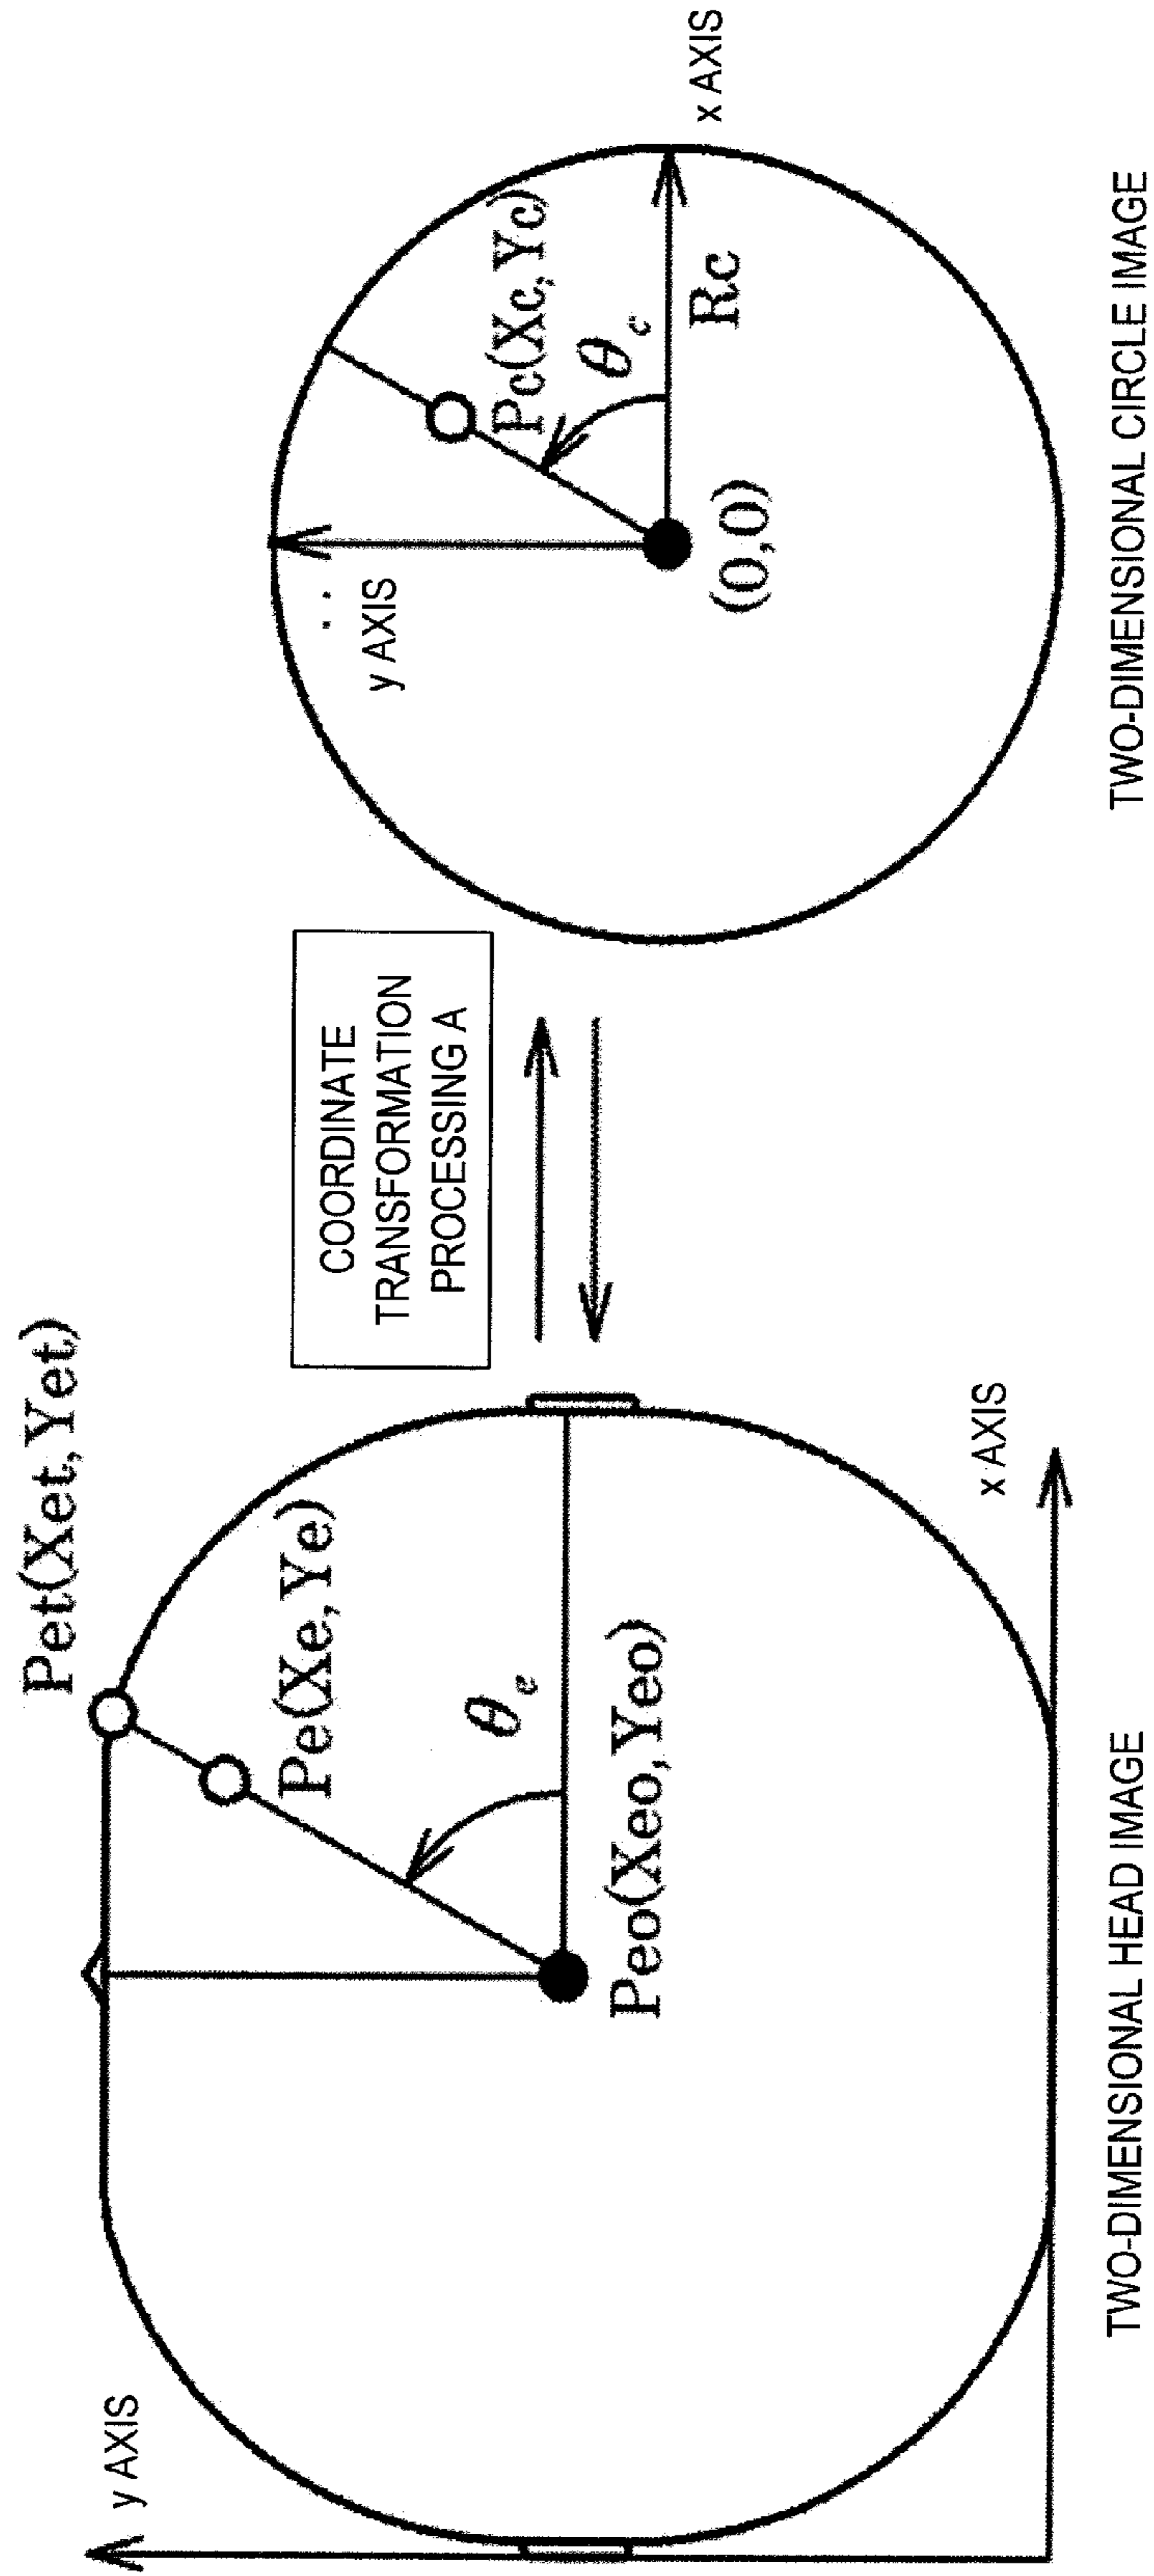 y AXIS
Pet(Xet, Yet)
Pe(Xe, Ye)
θe
Peo(Xeo, Yeo)
x AXIS
TWO-DIMENSIONAL HEAD IMAGE
COORDINATE
TRANSFORMATION
PROCESSING A
y AXIS
Pc(Xc, Yc)
θc
Rc
(0,0)
x AXIS
TWO-DIMENSIONAL CIRCLE IMAGE